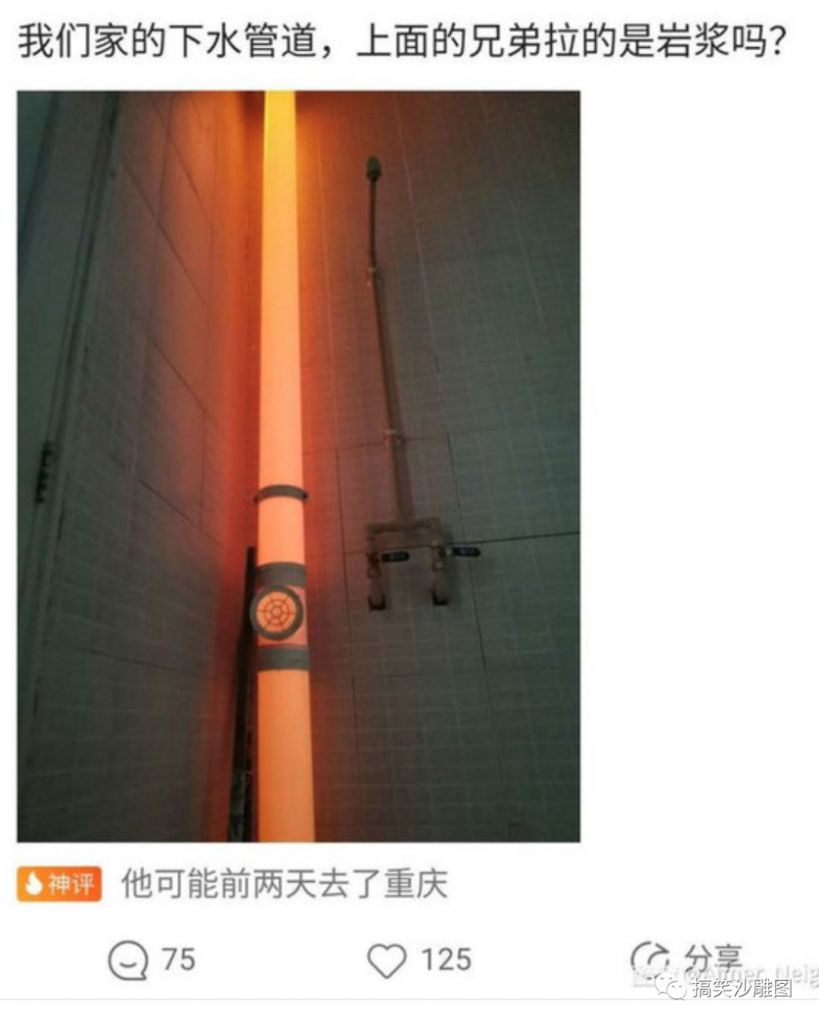 我们家的下水管道，上面的兄弟拉的是岩浆吗？
神评 他可能前两天去了重庆
75 125 分享
搞笑沙雕图